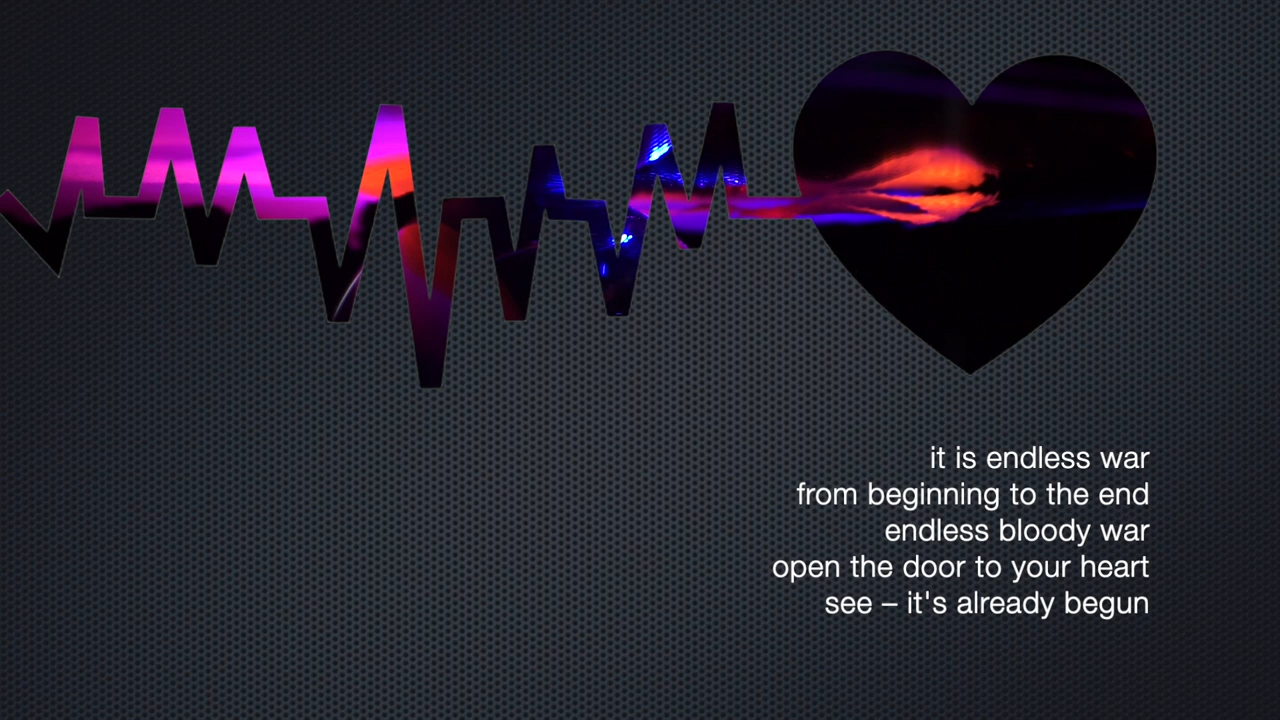 it is endless war
from beginning to the end
endless bloody war
open the door to your heart
see – it's already begun